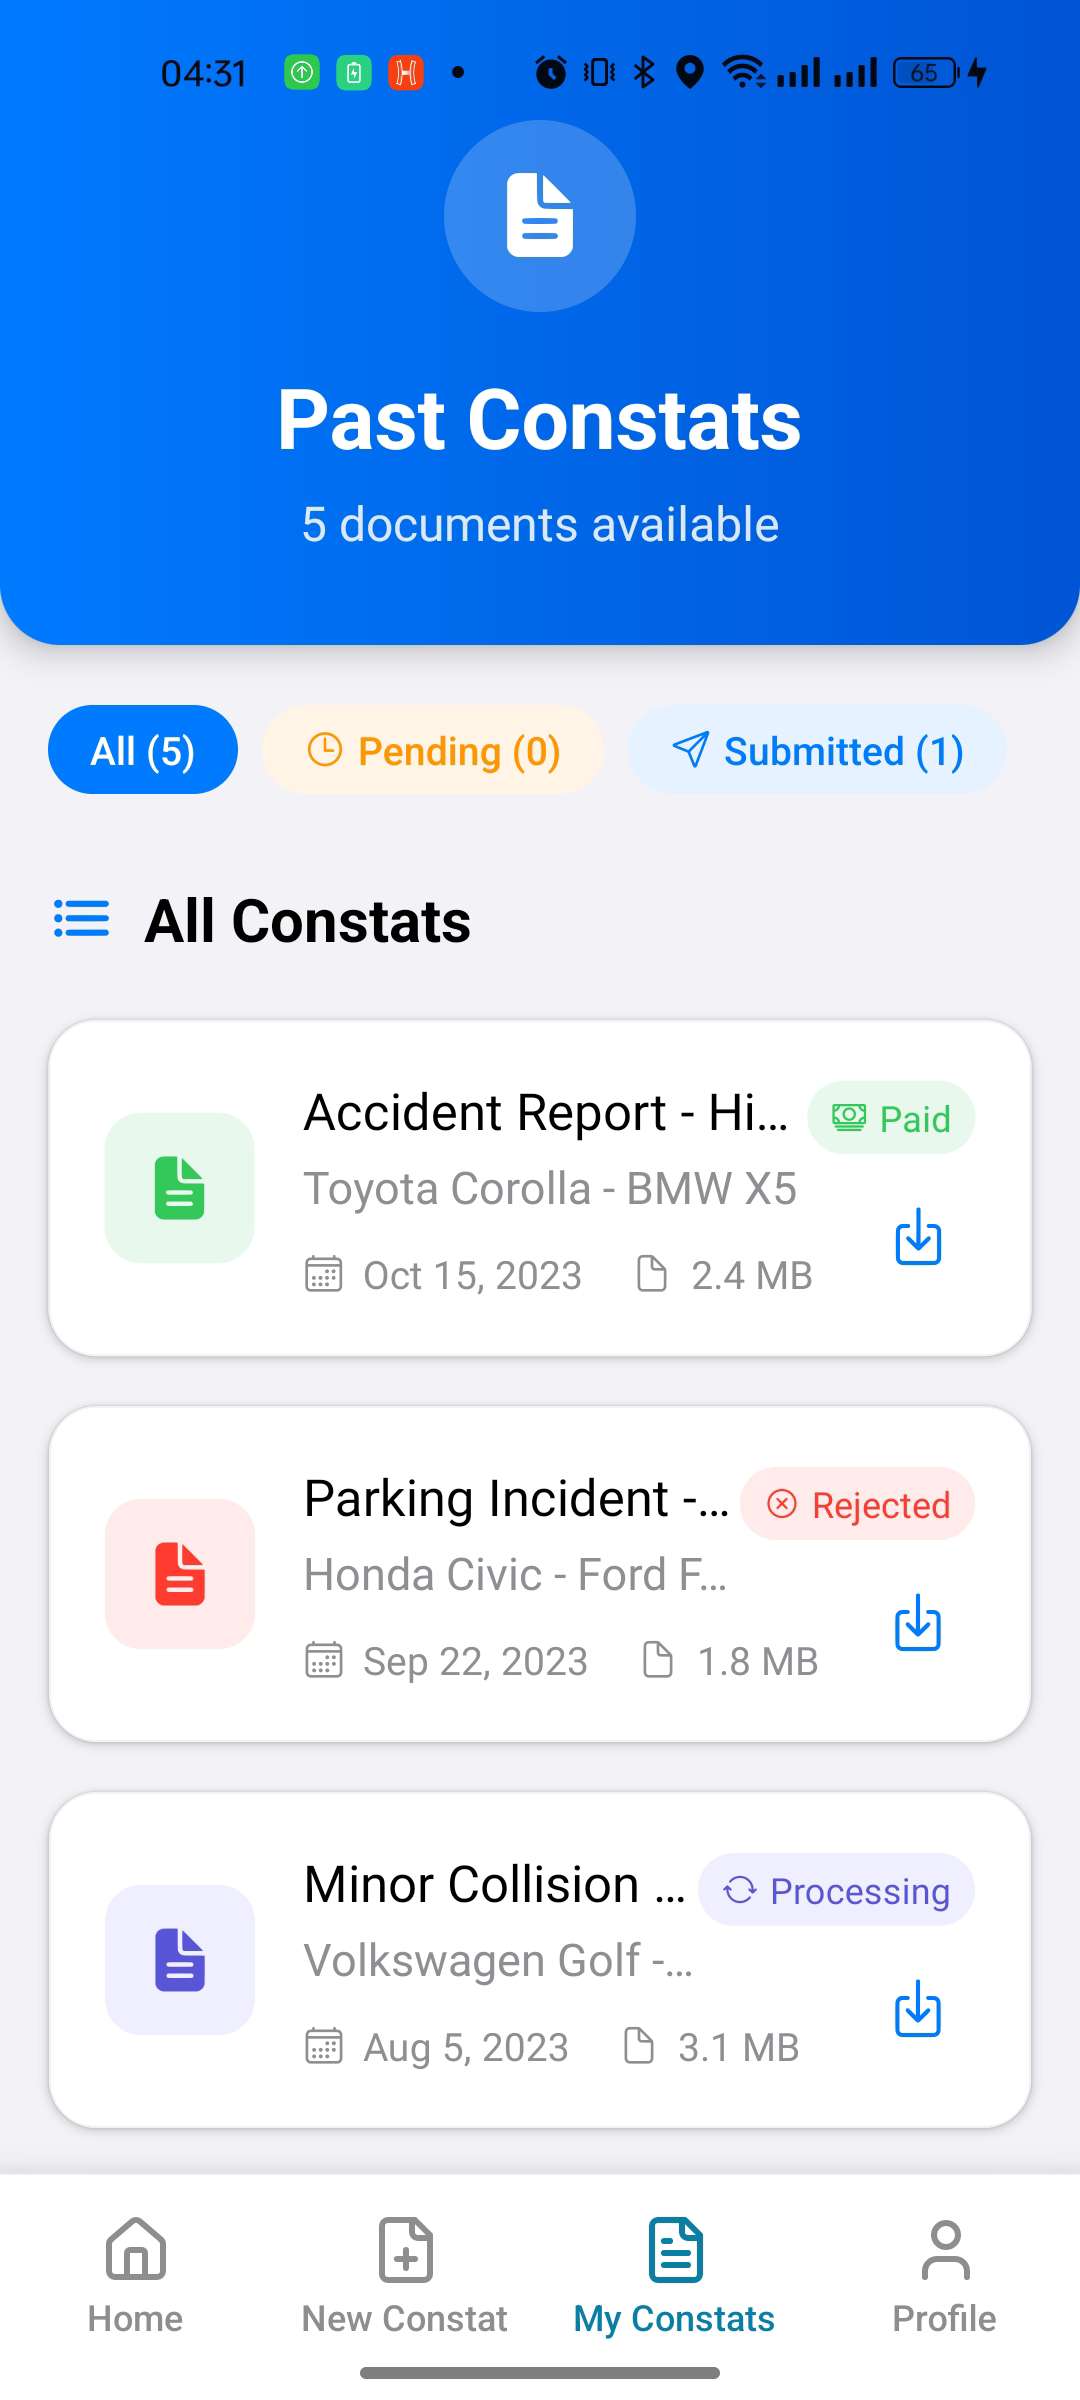 04:31
65
Past Constats
5 documents available
All (5)
Pending (0)
Submitted (1)
All Constats
Accident Report - Hi...
Paid
Toyota Corolla - BMW X5
Oct 15, 2023
2.4 MB
Parking Incident -...
Rejected
Honda Civic - Ford F...
Sep 22, 2023
1.8 MB
Minor Collision ...
Processing
Volkswagen Golf -...
Aug 5, 2023
3.1 MB
Home
New Constat
My Constats
Profile